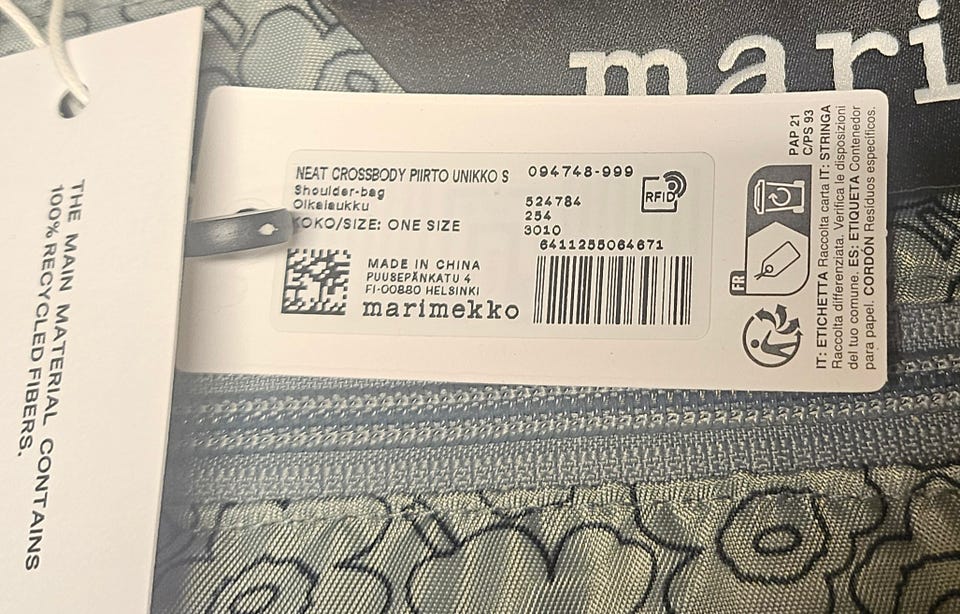 mari
THE MAIN MATERIAL CONTAINS
100% RECYCLED FIBERS.
NEAT CROSSBODY PIIRTO UNIKKO S
094748-999
Shoulder-bag
Olkalaukku
KOKO/SIZE: ONE SIZE
524784
254
3010
RFID
6411255064671
MADE IN CHINA
PUUSEPÄNKATU 4
FI-00880 HELSINKI
marimekko
FR
PAP 21
C/PS 93
IT: ETICHETTA Raccolta carta IT: STRINGA
Raccolta differenziata. Verifica le disposizioni
del tuo comune. ES: ETIQUETA Contenedor
para papel. CORDÓN Residuos específicos.